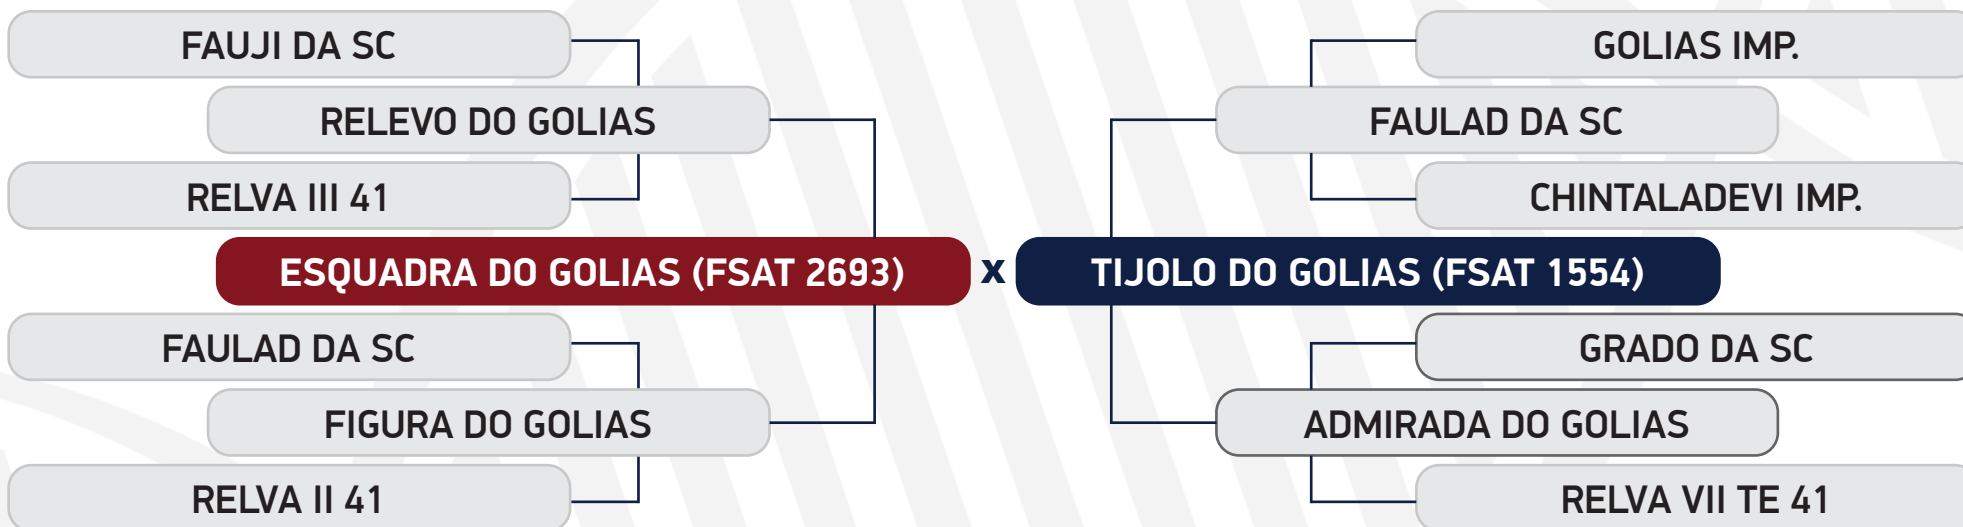 FAUJI DA SC
GOLIAS IMP.
RELEVO DO GOLIAS
FAULAD DA SC
RELVA III 41
CHINTALADEVI IMP.
ESQUADRA DO GOLIAS (FSAT 2693) x TIJOLO DO GOLIAS (FSAT 1554)
FAULAD DA SC
GRADO DA SC
FIGURA DO GOLIAS
ADMIRADA DO GOLIAS
RELVA II 41
RELVA VII TE 41